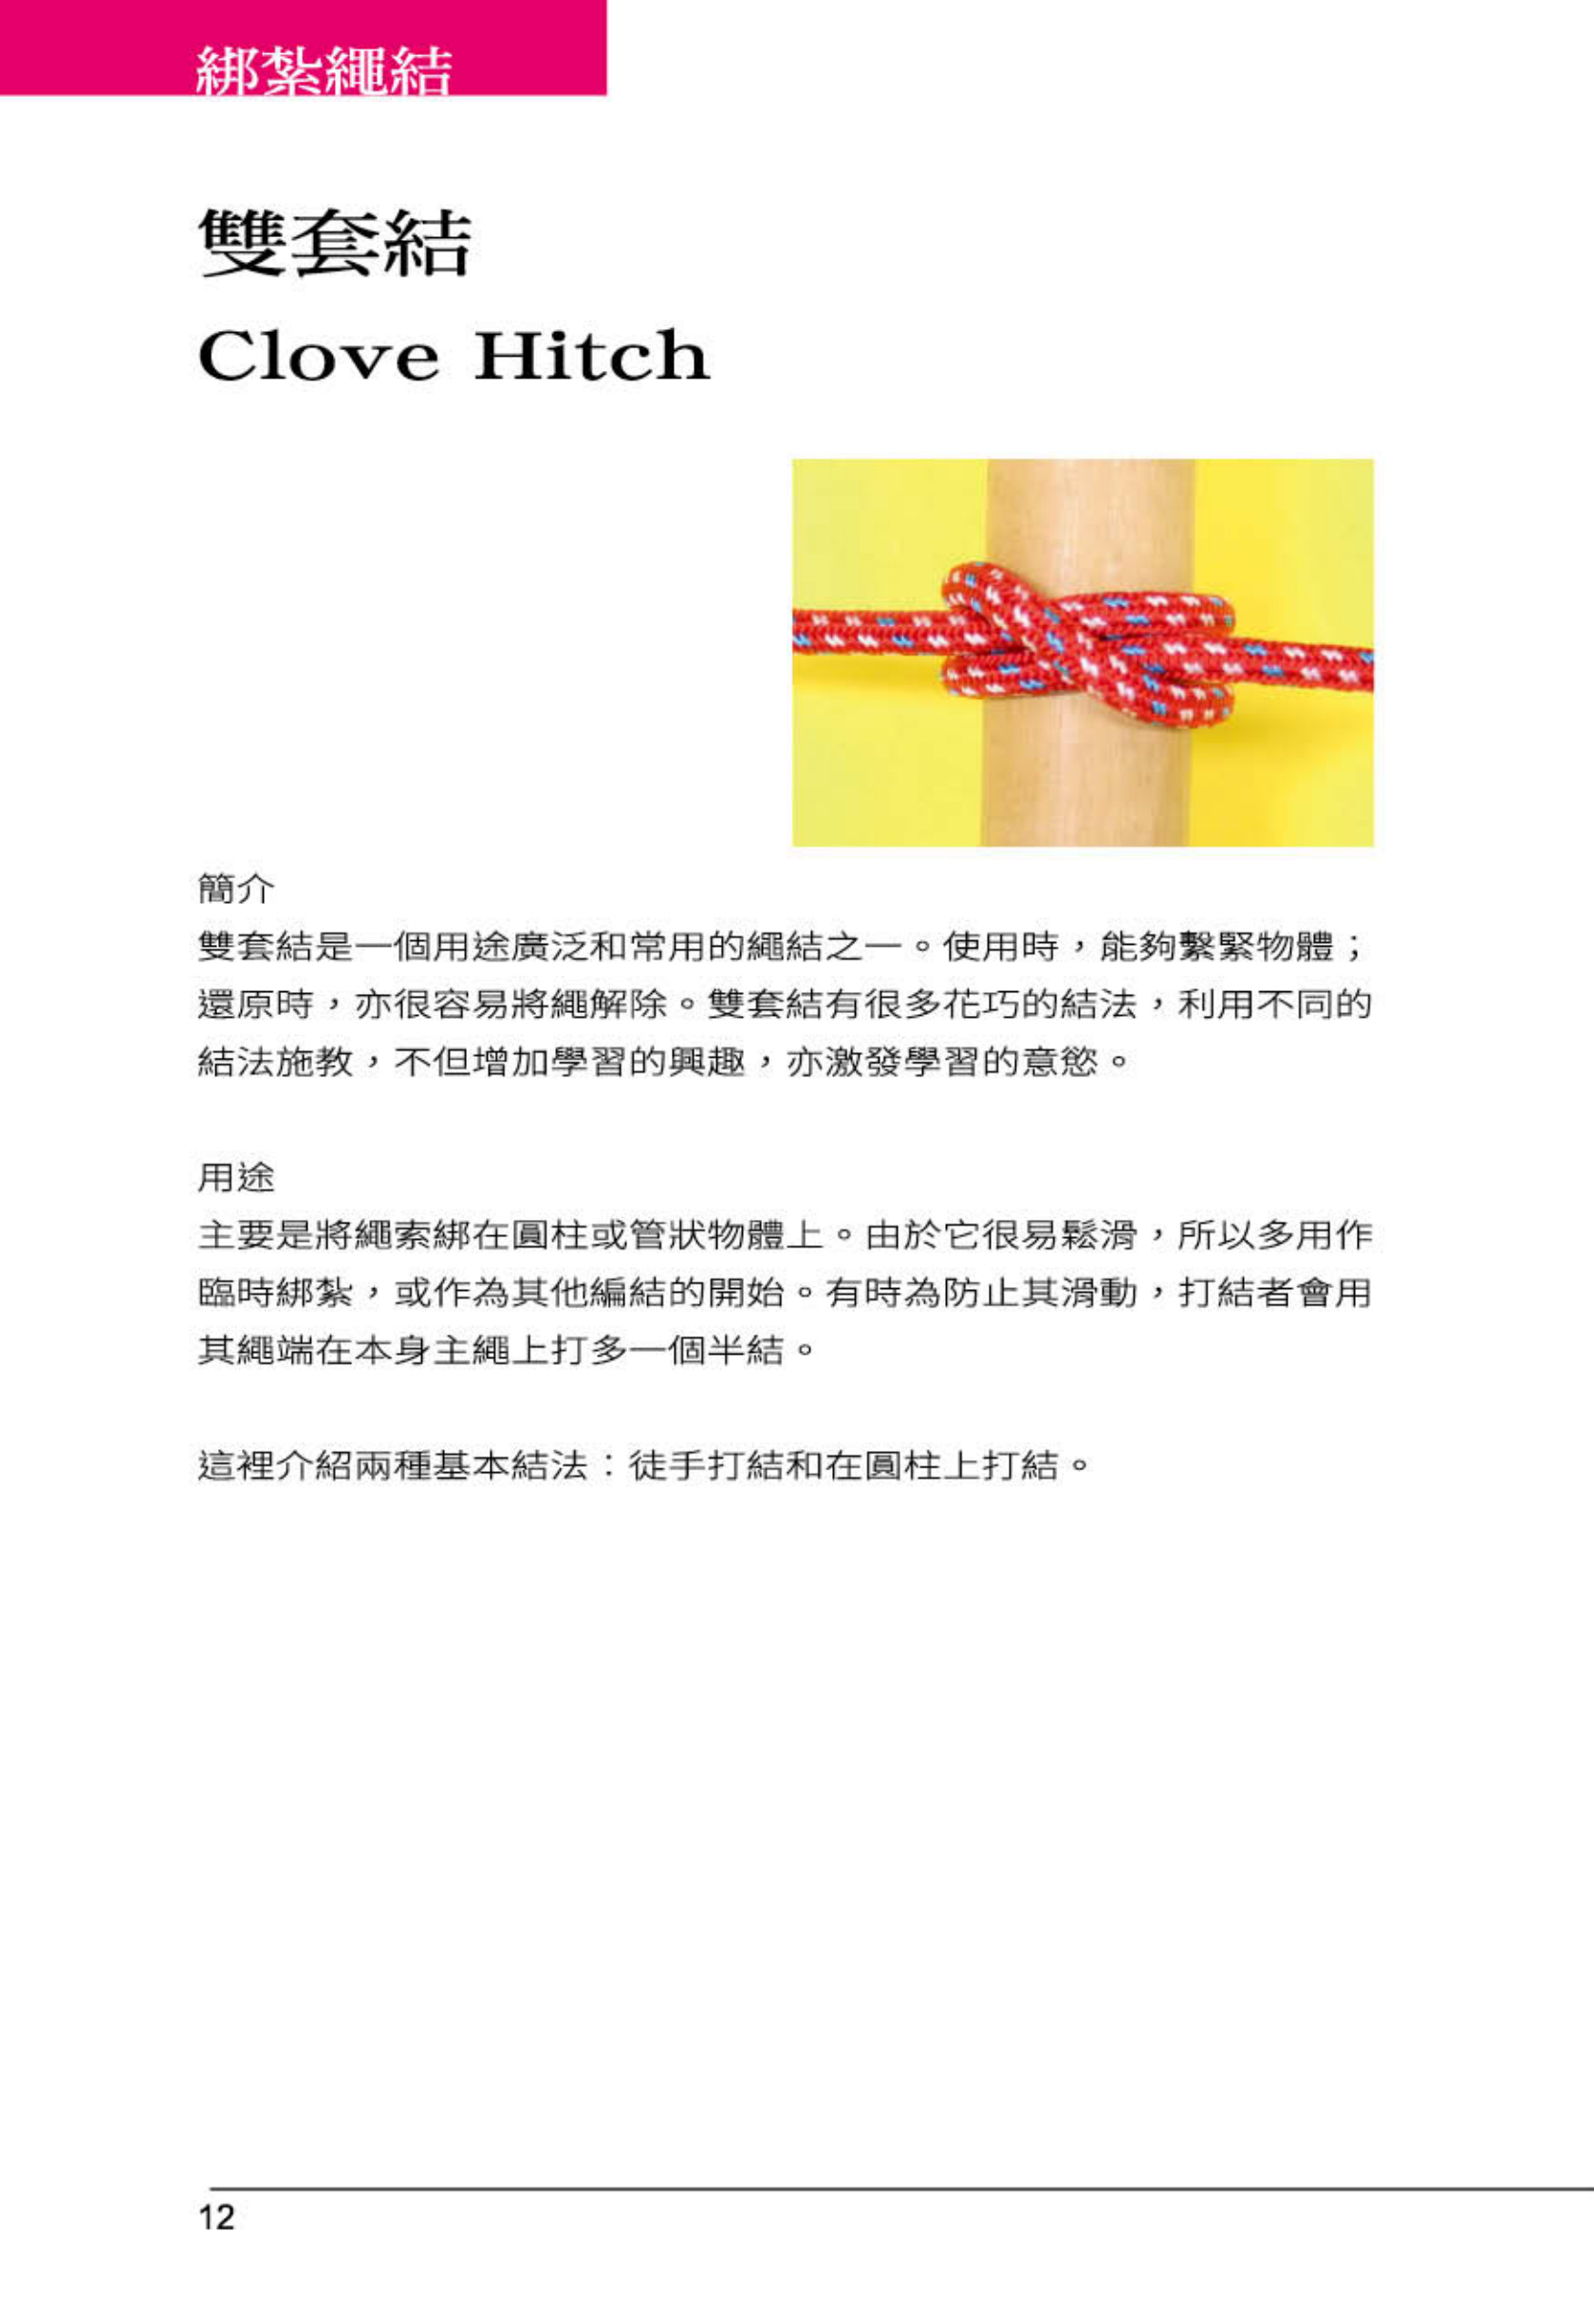 綁紮繩結
雙套結
Clove Hitch
簡介
雙套結是一個用途廣泛和常用的繩結之一。使用時，能夠繫緊物體；
還原時，亦很容易將繩解除。雙套結有很多花巧的結法，利用不同的
結法施教，不但增加學習的興趣，亦激發學習的意慾。
用途
主要是將繩索綁在圓柱或管狀物體上。由於它很易鬆滑，所以多用作
臨時綁紮，或作為其他編結的開始。有時為防止其滑動，打結者會用
其繩端在本身主繩上打多一個半結。
這裡介紹兩種基本結法：徒手打結和在圓柱上打結。
12